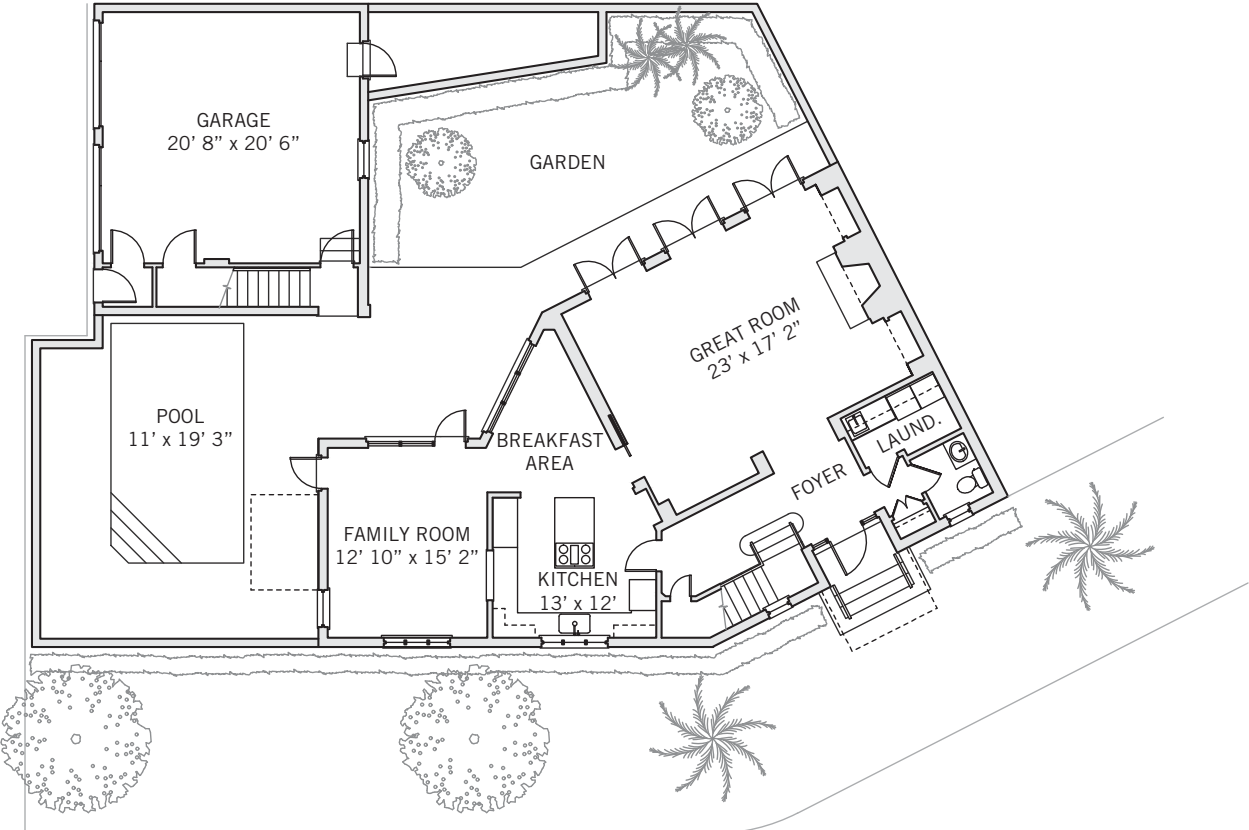 GARAGE
20’ 8” x 20’ 6”
GARDEN
GREAT ROOM
23’ x 17’ 2”
POOL
11’ x 19’ 3”
BREAKFAST
AREA
LAUND.
FOYER
FAMILY ROOM
12’ 10” x 15’ 2”
KITCHEN
13’ x 12’